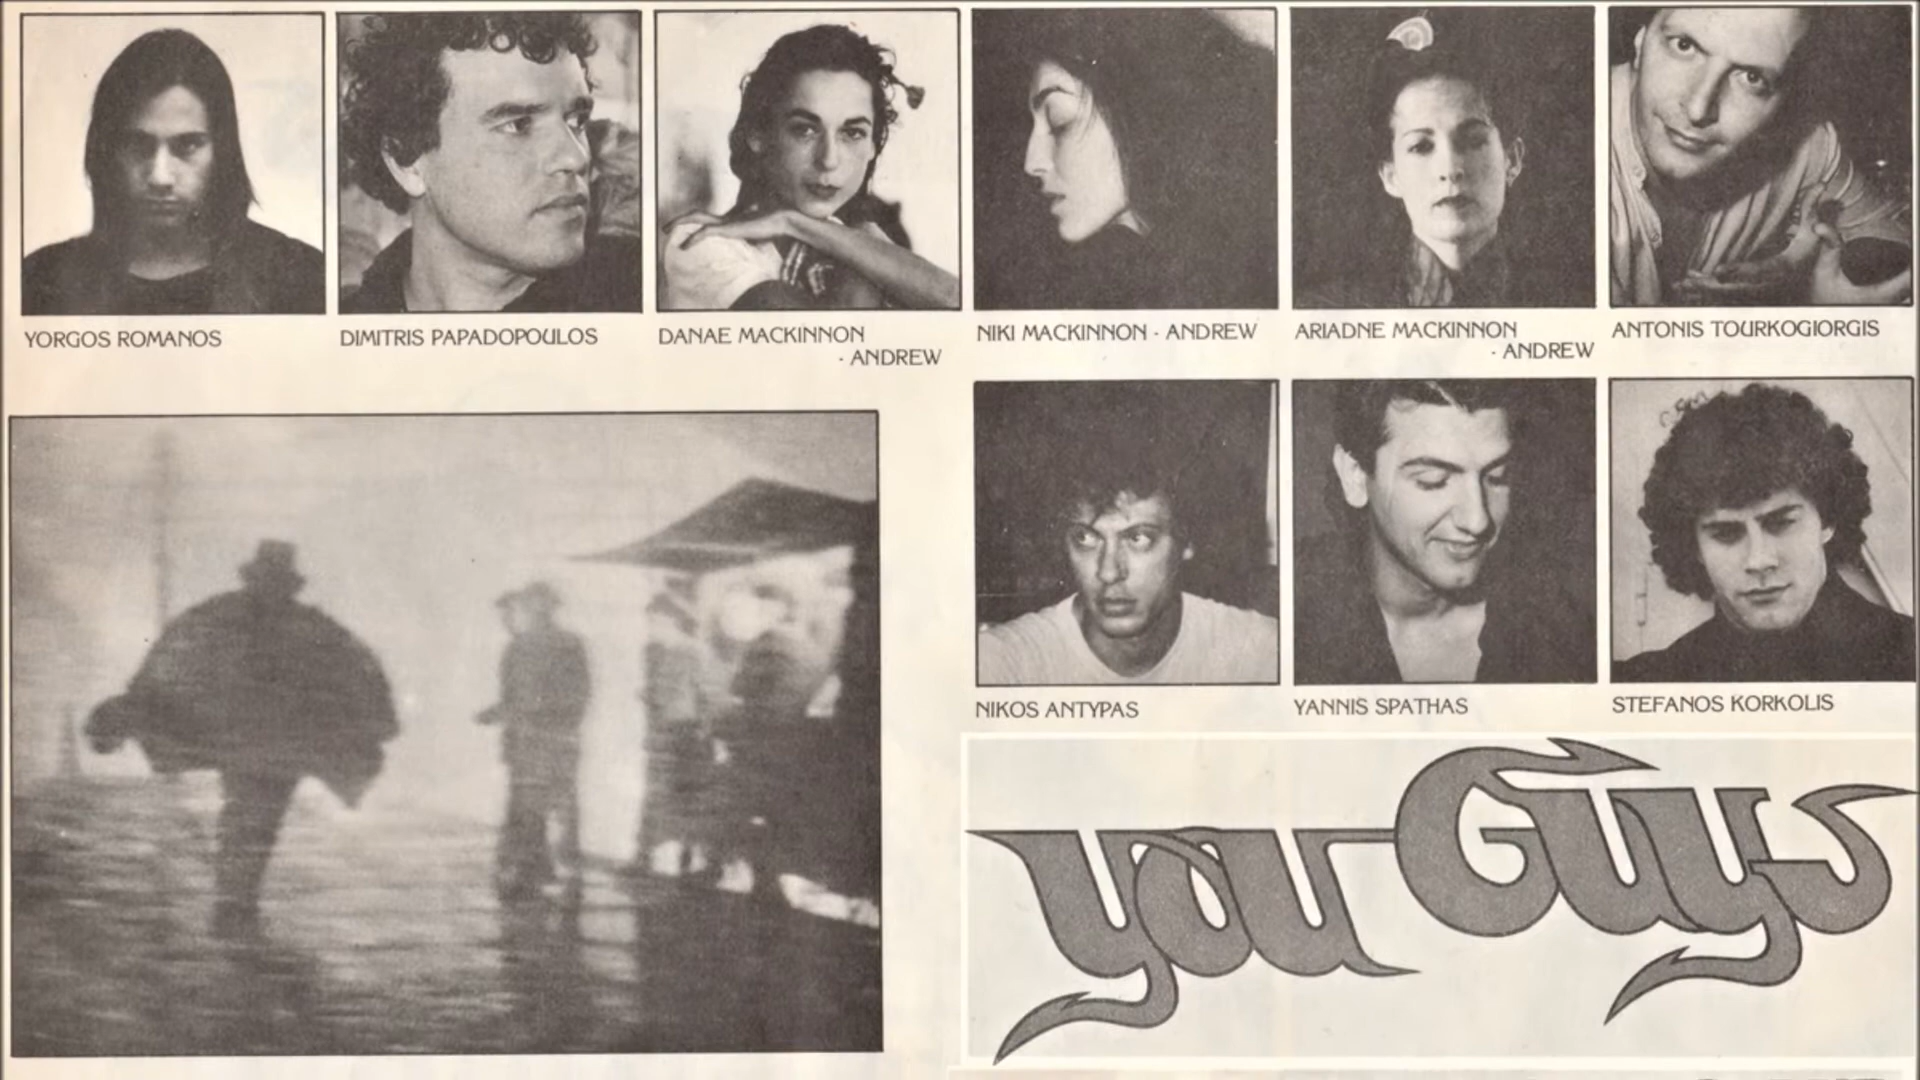 YORGOS ROMANOS
DIMITRIS PAPADOPOULOS
DANAE MACKINNON
- ANDREW
NIKI MACKINNON - ANDREW
ARIADNE MACKINNON
- ANDREW
ANTONIS TOURKOGIORGIS
NIKOS ANTYPAS
YANNIS SPATHAS
STEFANOS KORKOLIS
you Guys